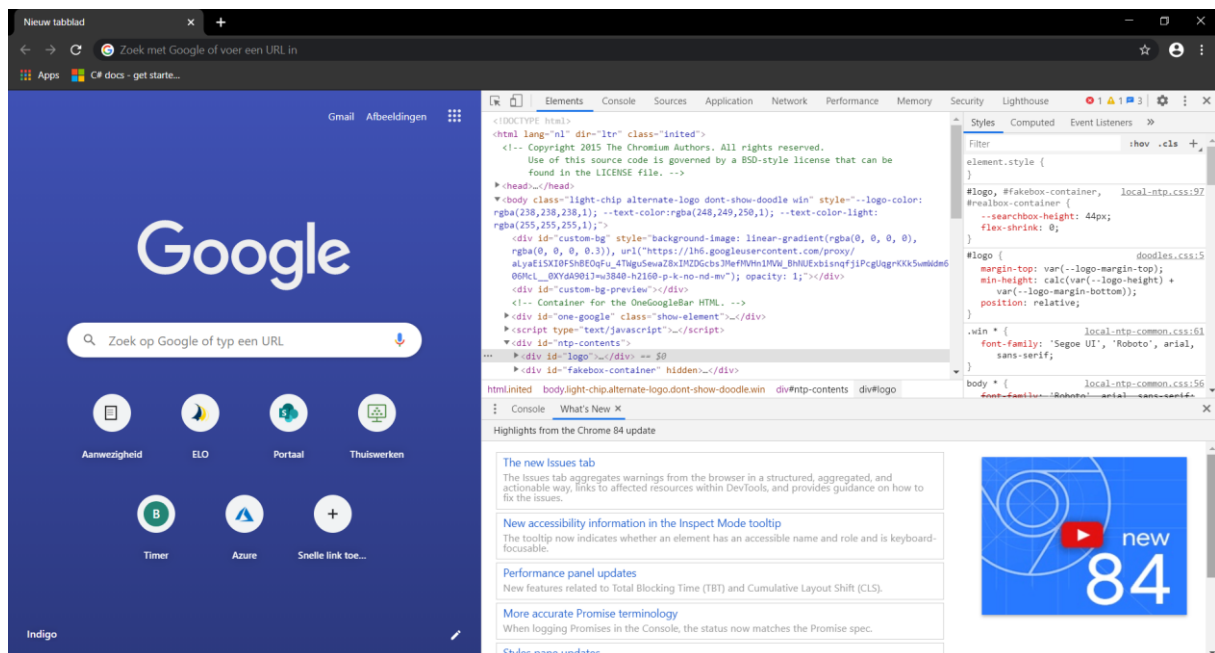 Nieuw tabblad
Zoek met Google of voer een URL in
Apps C# docs - get starte...
Gmail Afbeeldingen
Google
Zoek op Google of typ een URL
Aanwezigheid ELO Portaal Thuiswerken
B
Timer Azure Snelle link toe...
Indigo
Elements Console Sources Application Network Performance Memory Security Lighthouse 1 1 3
<!DOCTYPE html>
<html lang="nl" dir="ltr" class="inited">
<!-- Copyright 2015 The Chromium Authors. All rights reserved.
Use of this source code is governed by a BSD-style license that can be
found in the LICENSE file. -->
<head>…</head>
<body class="light-chip alternate-logo dont-show-doodle win" style="--logo-color:
rgba(238,238,238,1); --text-color:rgba(248,249,250,1); --text-color-light:
rgba(255,255,255,1);">
<div id="custom-bg" style="background-image: linear-gradient(rgba(0, 0, 0, 0),
rgba(0, 0, 0, 0.3)), url("https://lh6.googleusercontent.com/proxy/
opacity: 1;"></div>
<div id="custom-bg-preview"></div>
<!-- Container for the OneGoogleBar HTML. -->
<div id="one-google" class="show-element">…</div>
<script type="text/javascript">…</script>
<div id="ntp-contents">
<div id="logo">…</div> == $0
<div id="fakebox-container" hidden>…</div>
html.inited body.light-chip.alternate-logo.dont-show-doodle.win div#ntp-contents div#logo
Styles Computed Event Listeners »
Filter :hov .cls +
element.style {
}
#logo, #fakebox-container, local-ntp.css:97
#realbox-container {
--searchbox-height: 44px;
flex-shrink: 0;
}
#logo { doodles.css:5
margin-top: var(--logo-margin-top);
min-height: calc(var(--logo-height) +
var(--logo-margin-bottom));
position: relative;
}
.win * { local-ntp-common.css:61
font-family: 'Segoe UI', 'Roboto', arial,
sans-serif;
}
body * { local-ntp-common.css:56
font-family: 'Roboto', arial, sans-serif;
Console What's New ×
Highlights from the Chrome 84 update
The new Issues tab
The Issues tab aggregates warnings from the browser in a structured, aggregated, and
actionable way, links to affected resources within DevTools, and provides guidance on how to
fix the issues.
New accessibility information in the Inspect Mode tooltip
The tooltip now indicates whether an element has an accessible name and role and is keyboard-
focusable.
Performance panel updates
New features related to Total Blocking Time (TBT) and Cumulative Layout Shift (CLS).
More accurate Promise terminology
When logging Promises in the Console, the status now matches the Promise spec.
Styles pane updates
new
84